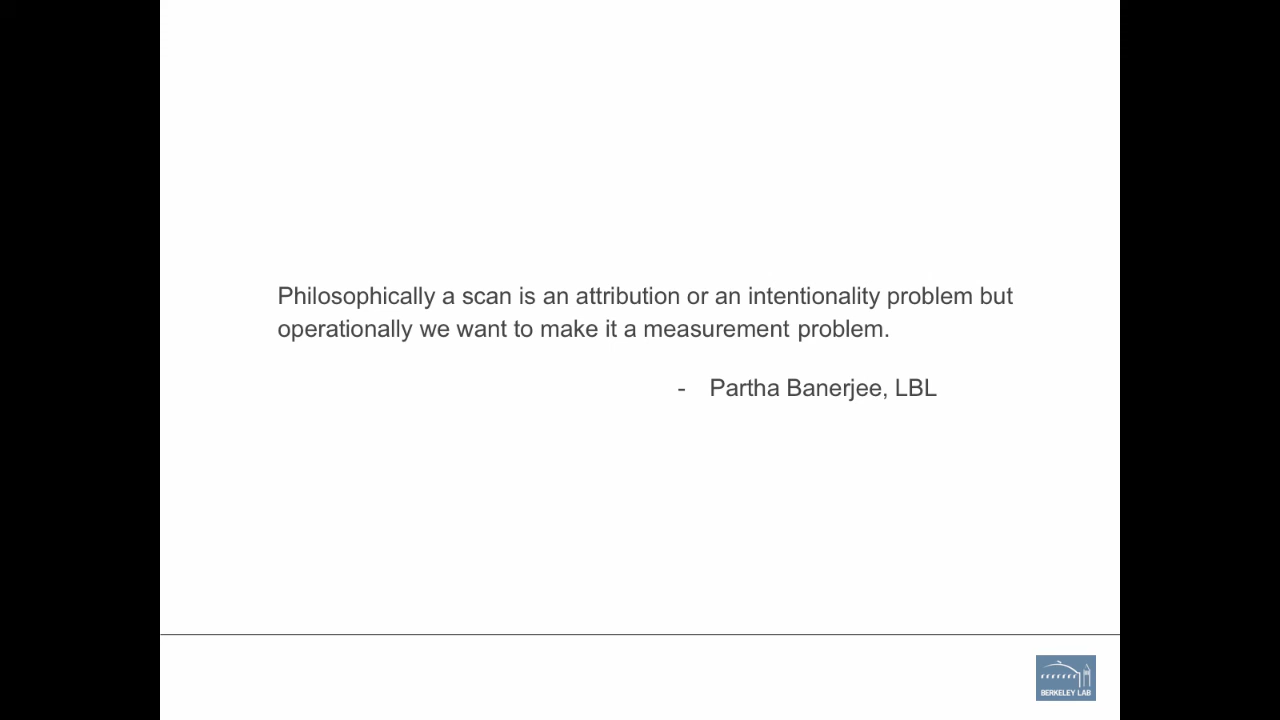 Philosophically a scan is an attribution or an intentionality problem but
operationally we want to make it a measurement problem.
- Partha Banerjee, LBL
BERKELEY LAB